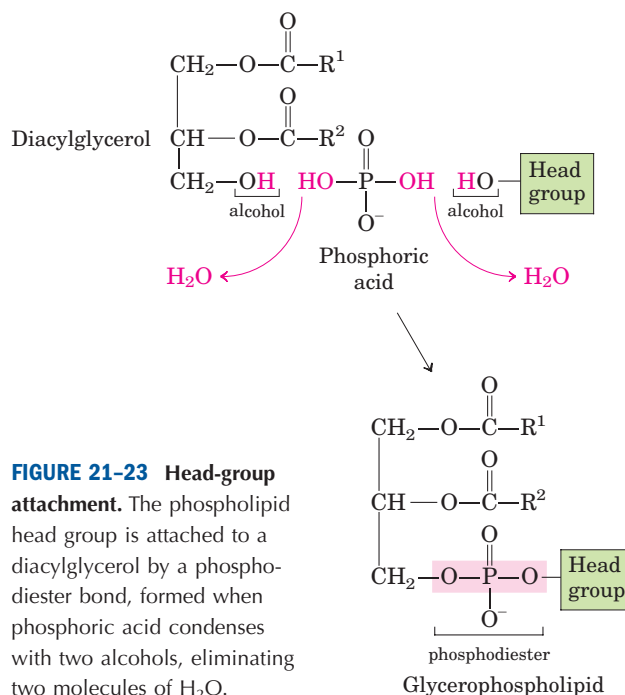 O
CH₂—O—C—R¹
O
Diacylglycerol CH—O—C—R² O
CH₂—OH HO—P—OH HO—Head group
alcohol O⁻ alcohol
H₂O Phosphoric acid H₂O
O
CH₂—O—C—R¹
O
CH—O—C—R²
O
CH₂—O—P—O—Head group
O⁻
phosphodiester
Glycerophospholipid
FIGURE 21–23 Head-group
attachment. The phospholipid
head group is attached to a
diacylglycerol by a phospho-
diester bond, formed when
phosphoric acid condenses
with two alcohols, eliminating
two molecules of H₂O.